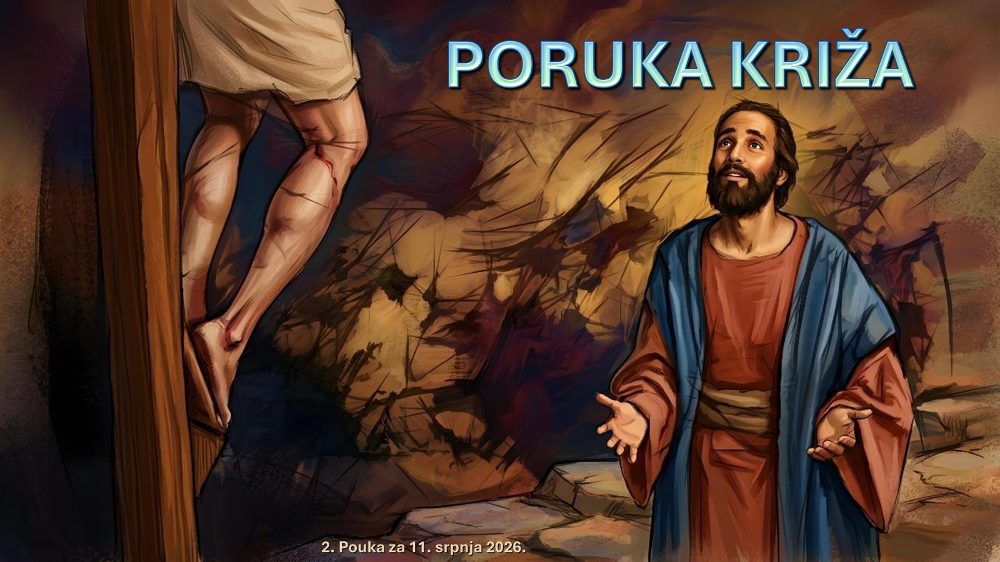 PORUKA KRIŽA
2. Pouka za 11. srpnja 2026.